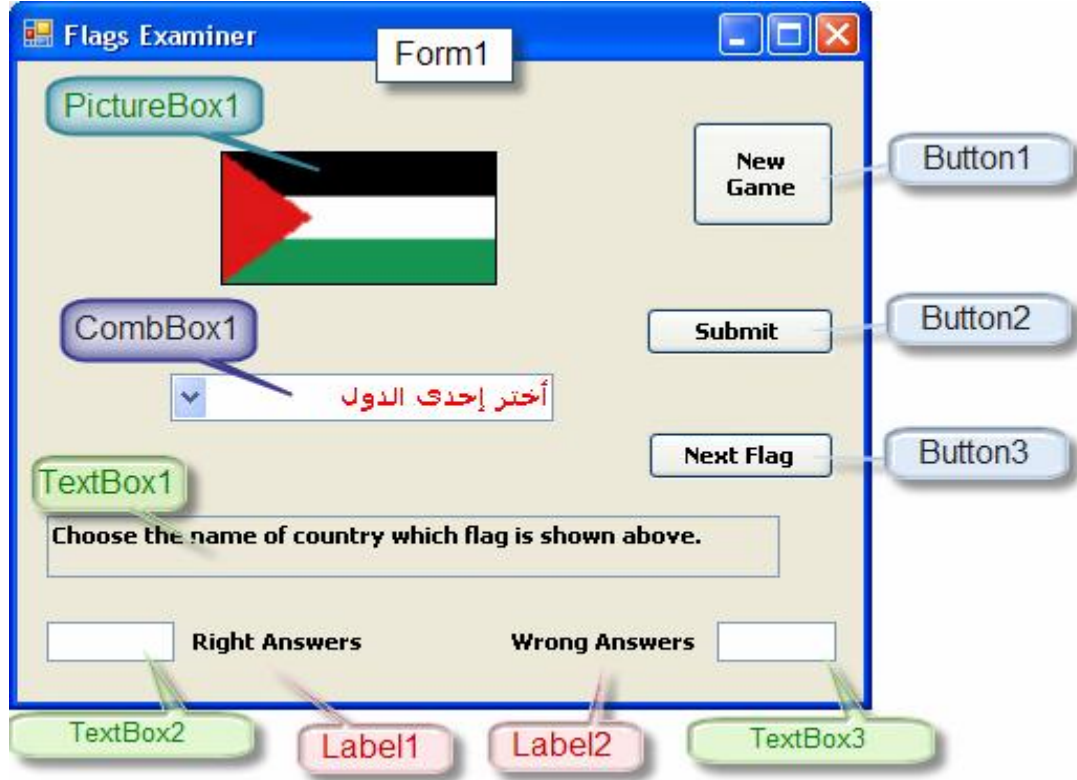 Flags Examiner
Form1
PictureBox1
New
Game
Button1
CombBox1
Submit
Button2
أختر إحدى الدول
Next Flag
Button3
TextBox1
Choose the name of country which flag is shown above.
Right Answers
Wrong Answers
TextBox2
Label1
Label2
TextBox3